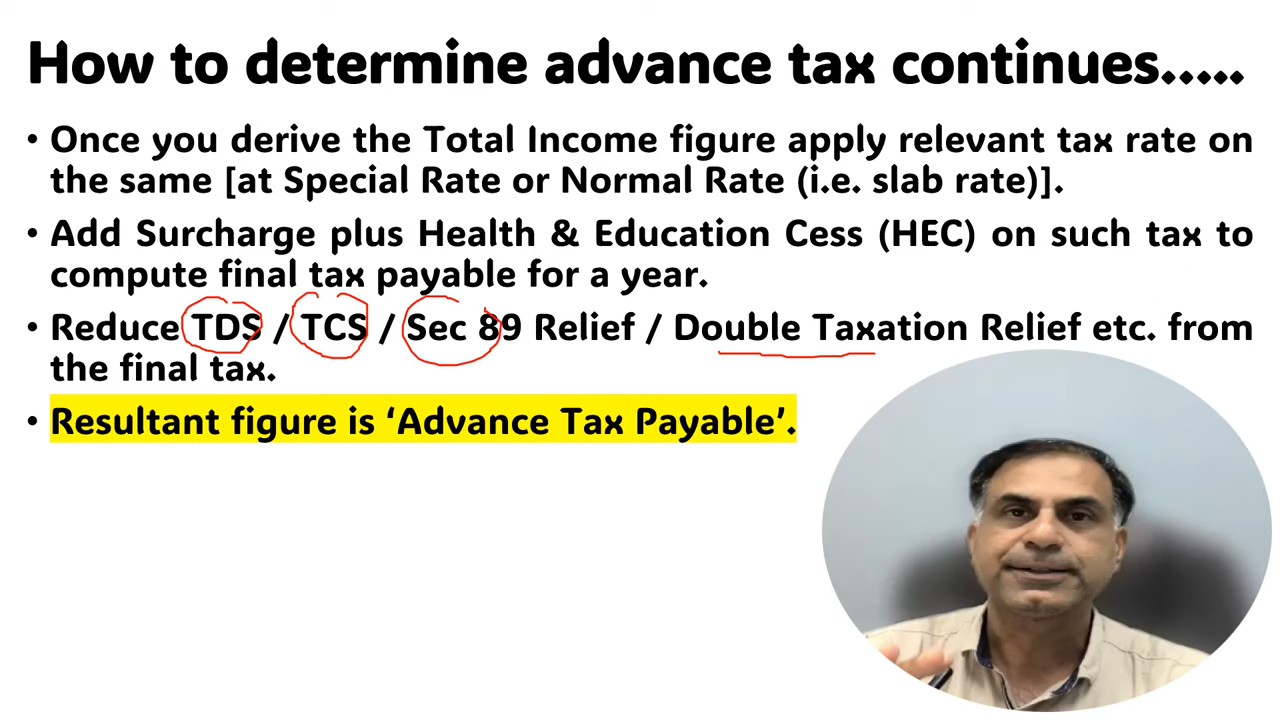 How to determine advance tax continues.....
• Once you derive the Total Income figure apply relevant tax rate on
the same [at Special Rate or Normal Rate (i.e. slab rate)].
• Add Surcharge plus Health & Education Cess (HEC) on such tax to
compute final tax payable for a year.
• Reduce TDS / TCS / Sec 89 Relief / Double Taxation Relief etc. from
the final tax.
• Resultant figure is ‘Advance Tax Payable’.